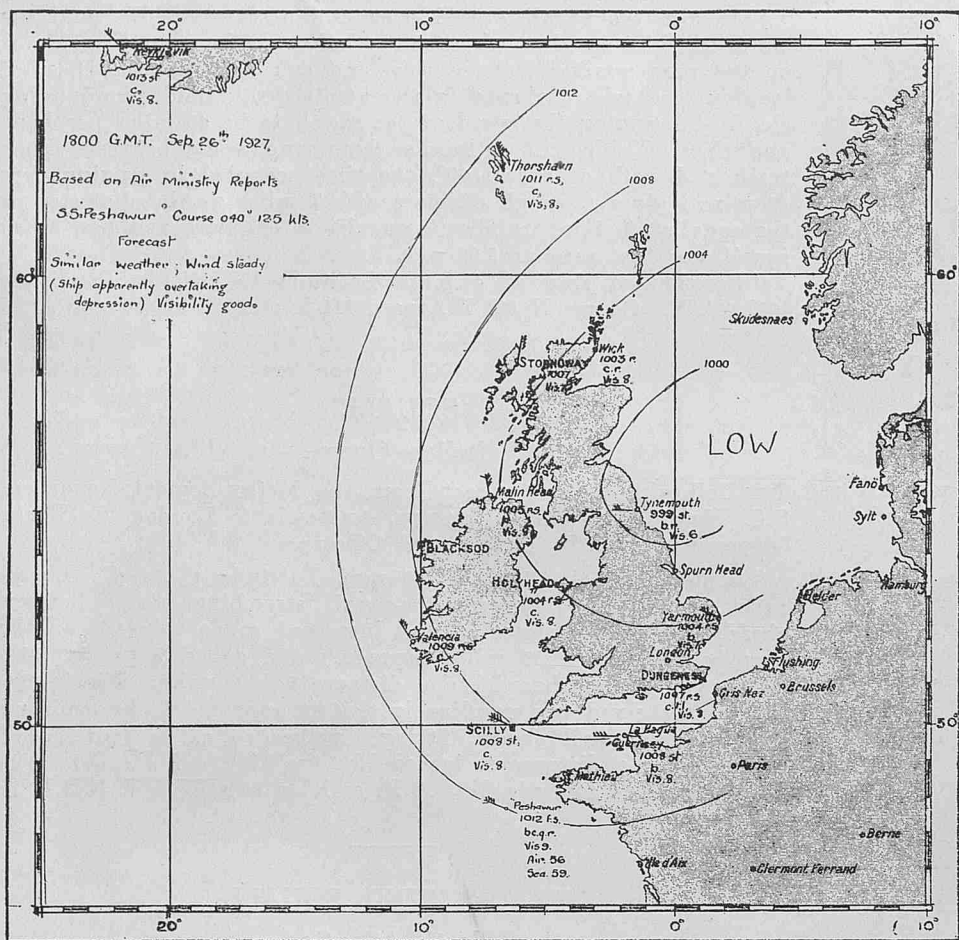 20° 10° 0° 10°
Reykjavik
1013 st
c.
Vis. 8.
1012
1800 G.M.T. Sep. 26th 1927.
Thorshavn
1011 r.s,
c,
Vis, 8,
Based on Air Ministry Reports
1008
S.S. Peshawur Course 040° 12.5 kts.
Forecast
Similar weather; Wind steady
(Ship apparently overtaking
depression) Visibility good.
1004
60° 60°
Skudesnaes
Wick
1003 r.
c.r.
Vis. 8.
STORNOWAY
1007
1000
LOW
Fanö
Sylt
Malin Head
1005 r.s.
Vis. 9
Tynemouth
999 st.
b.r.
Vis. 6
BLACKSOD
Spurn Head
HOLYHEAD
1004 r.s
c.
Vis. 8.
Hamburg
Helder
Yarmouth
1004 r.s
b
Valencia
1009 r.s
c
Vis. 8.
London
Flushing
DUNGENESS
1007 r.s
c.r.l.
Vis. 8
Gris Nez
Brussels
50° 50°
SCILLY
1008 st,
c.
Vis. 8.
La Hague
Guernsey
1008 st
b
Vis. 8.
Paris
St Mathieu
Peshawur
1012 f.s.
bc.q.r.
Vis 9.
Air. 56
Sea. 59.
Berne
Ile d'Aix
Clermont Ferrand
20° 10° 0° 10°